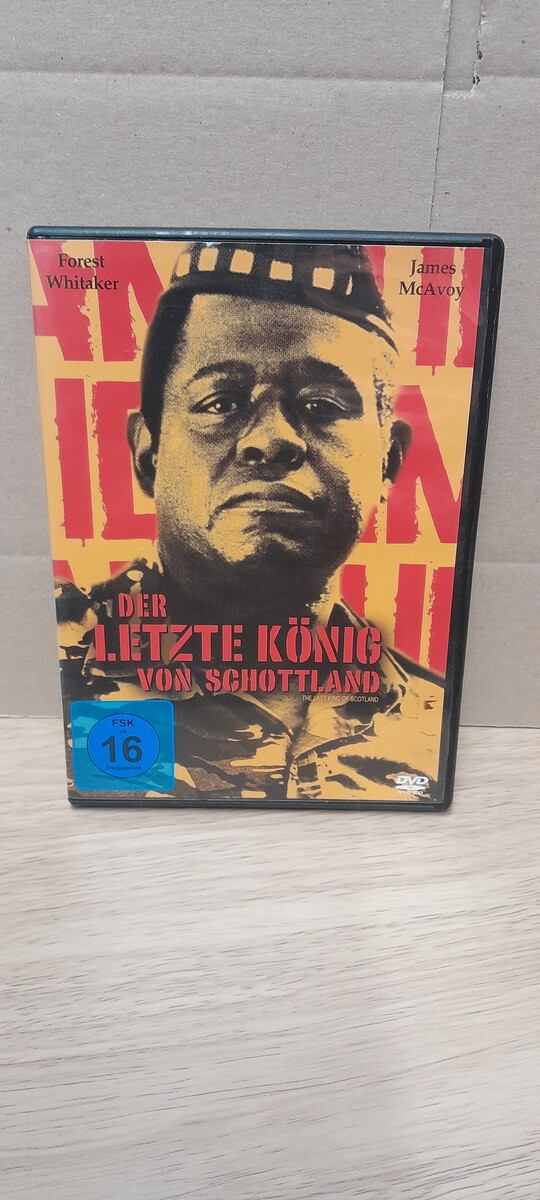 Forest
Whitaker
James
McAvoy
DER
LETZTE KÖNIG
VON SCHOTTLAND
THE LAST KING OF SCOTLAND
FSK
ab
16
freigegeben
DVD
VIDEO